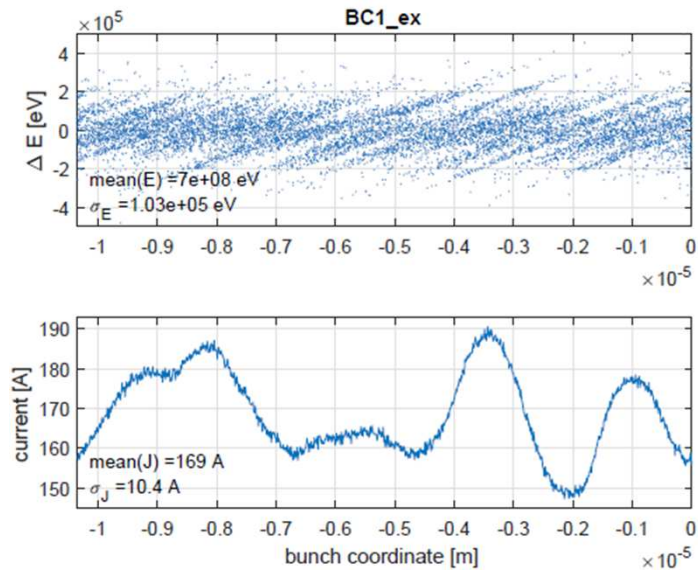 BC1_ex
×10⁵
4
2
0
-2
-4
Δ E [eV]
mean(E) =7e+08 eV
σ_E =1.03e+05 eV
-1 -0.9 -0.8 -0.7 -0.6 -0.5 -0.4 -0.3 -0.2 -0.1 0
×10⁻⁵
190
180
170
160
150
current [A]
mean(J) =169 A
σ_J =10.4 A
-1 -0.9 -0.8 -0.7 -0.6 -0.5 -0.4 -0.3 -0.2 -0.1 0
bunch coordinate [m]
×10⁻⁵